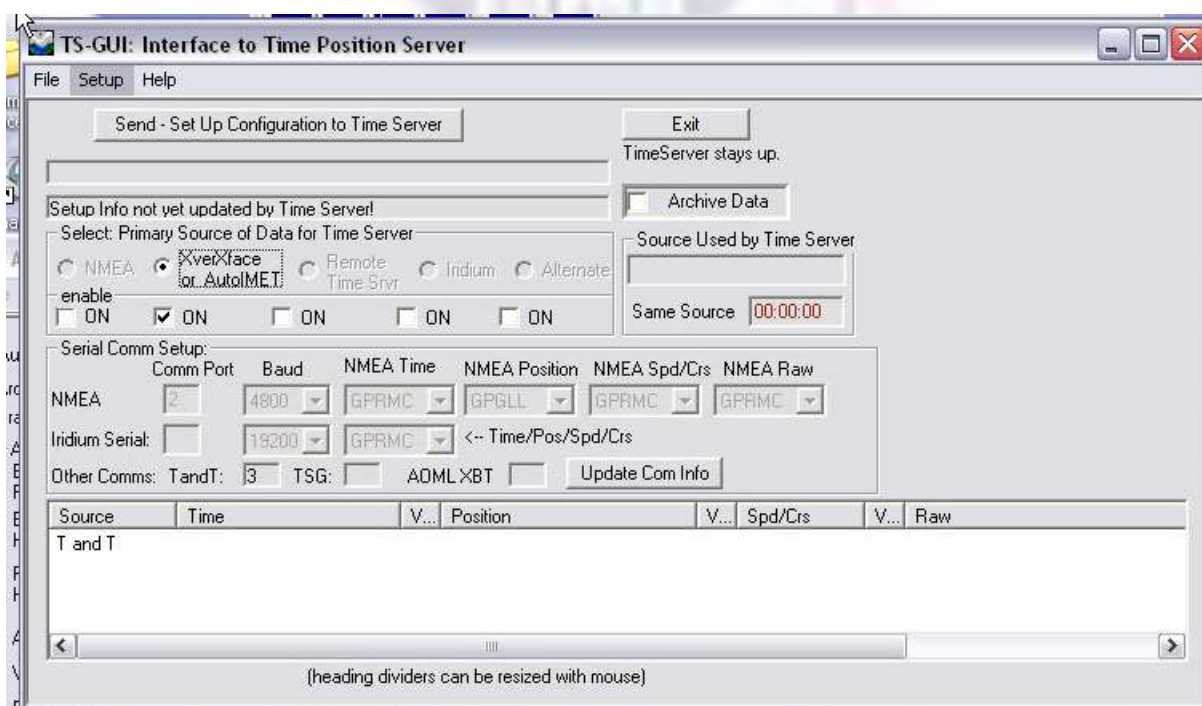 TS-GUI: Interface to Time Position Server
File Setup Help
Send - Set Up Configuration to Time Server
Exit
TimeServer stays up.
Setup Info not yet updated by Time Server!
Archive Data
Select: Primary Source of Data for Time Server
Source Used by Time Server
NMEA
XverXface
or AutoIMET
Remote
Time Srvr
Iridium
Alternate
enable
ON ON ON ON ON
Same Source 00:00:00
Serial Comm Setup:
Comm Port Baud NMEA Time NMEA Position NMEA Spd/Crs NMEA Raw
NMEA 2 4800 GPRMC GPGLL GPRMC GPRMC
Iridium Serial: 19200 GPRMC <-- Time/Pos/Spd/Crs
Other Comms: TandT: 3 TSG: AOML XBT Update Com Info
Source Time V... Position V... Spd/Crs V... Raw
T and T
(heading dividers can be resized with mouse)